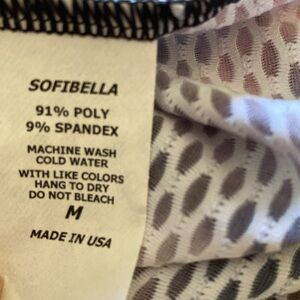 SOFIBELLA
91% POLY
9% SPANDEX
MACHINE WASH
COLD WATER
WITH LIKE COLORS
HANG TO DRY
DO NOT BLEACH
M
MADE IN USA